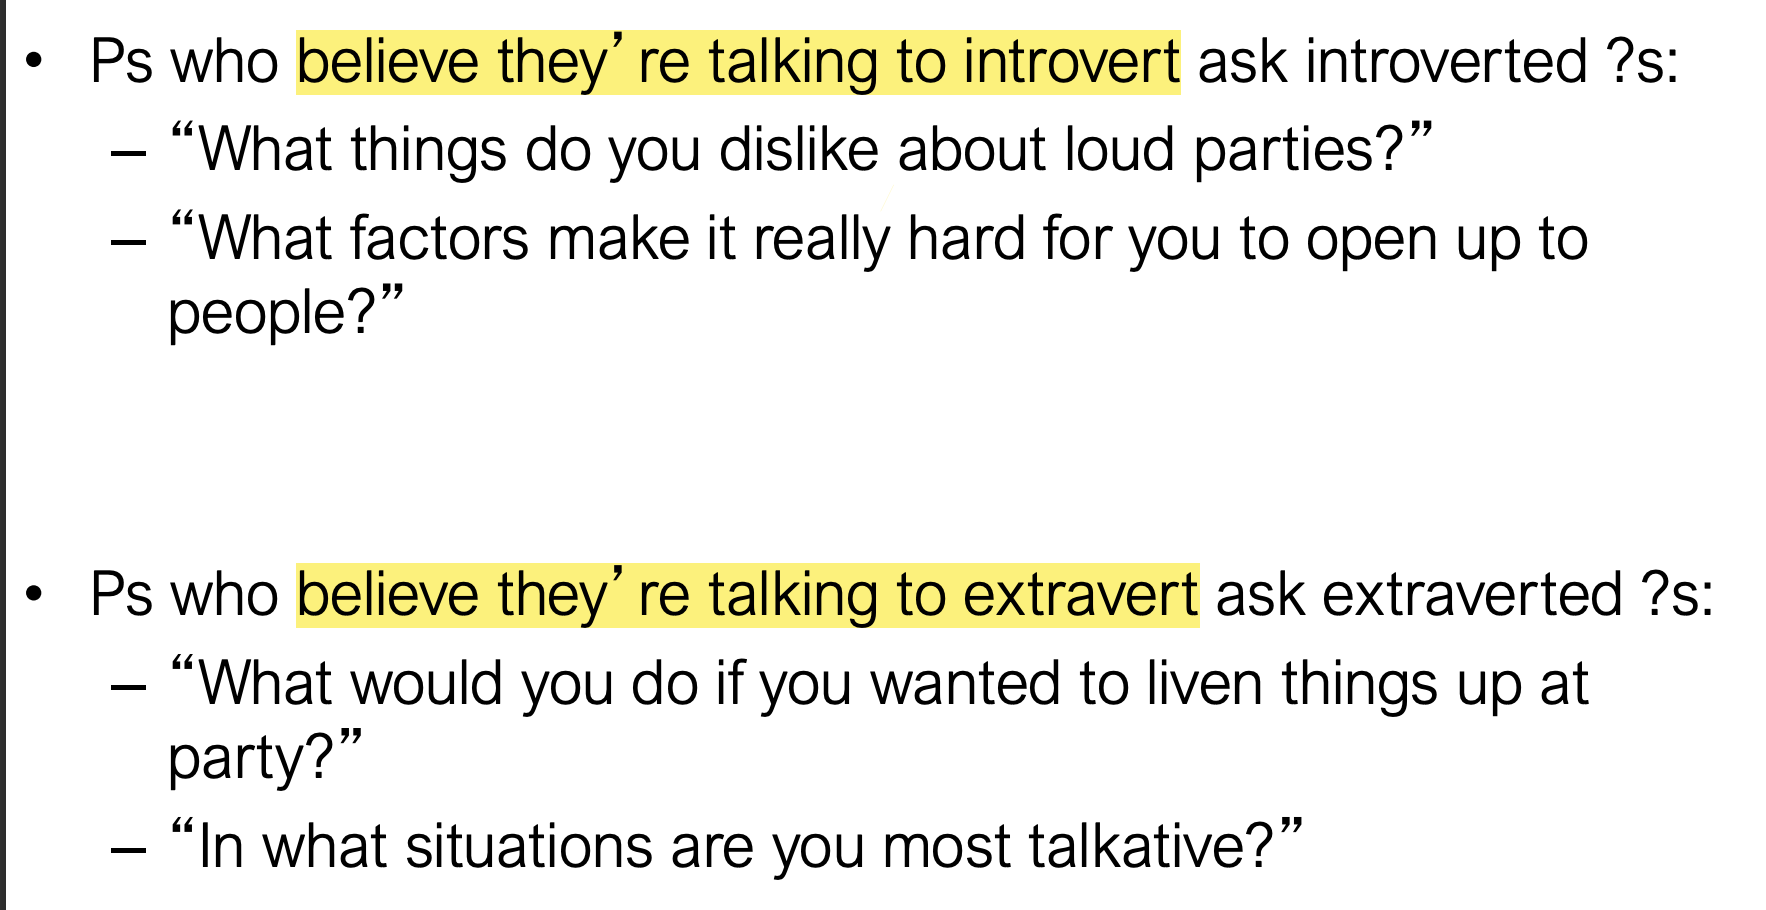 • Ps who believe they’re talking to introvert ask introverted ?s:
– “What things do you dislike about loud parties?”
– “What factors make it really hard for you to open up to
people?”
• Ps who believe they’re talking to extravert ask extraverted ?s:
– “What would you do if you wanted to liven things up at
party?”
– “In what situations are you most talkative?”